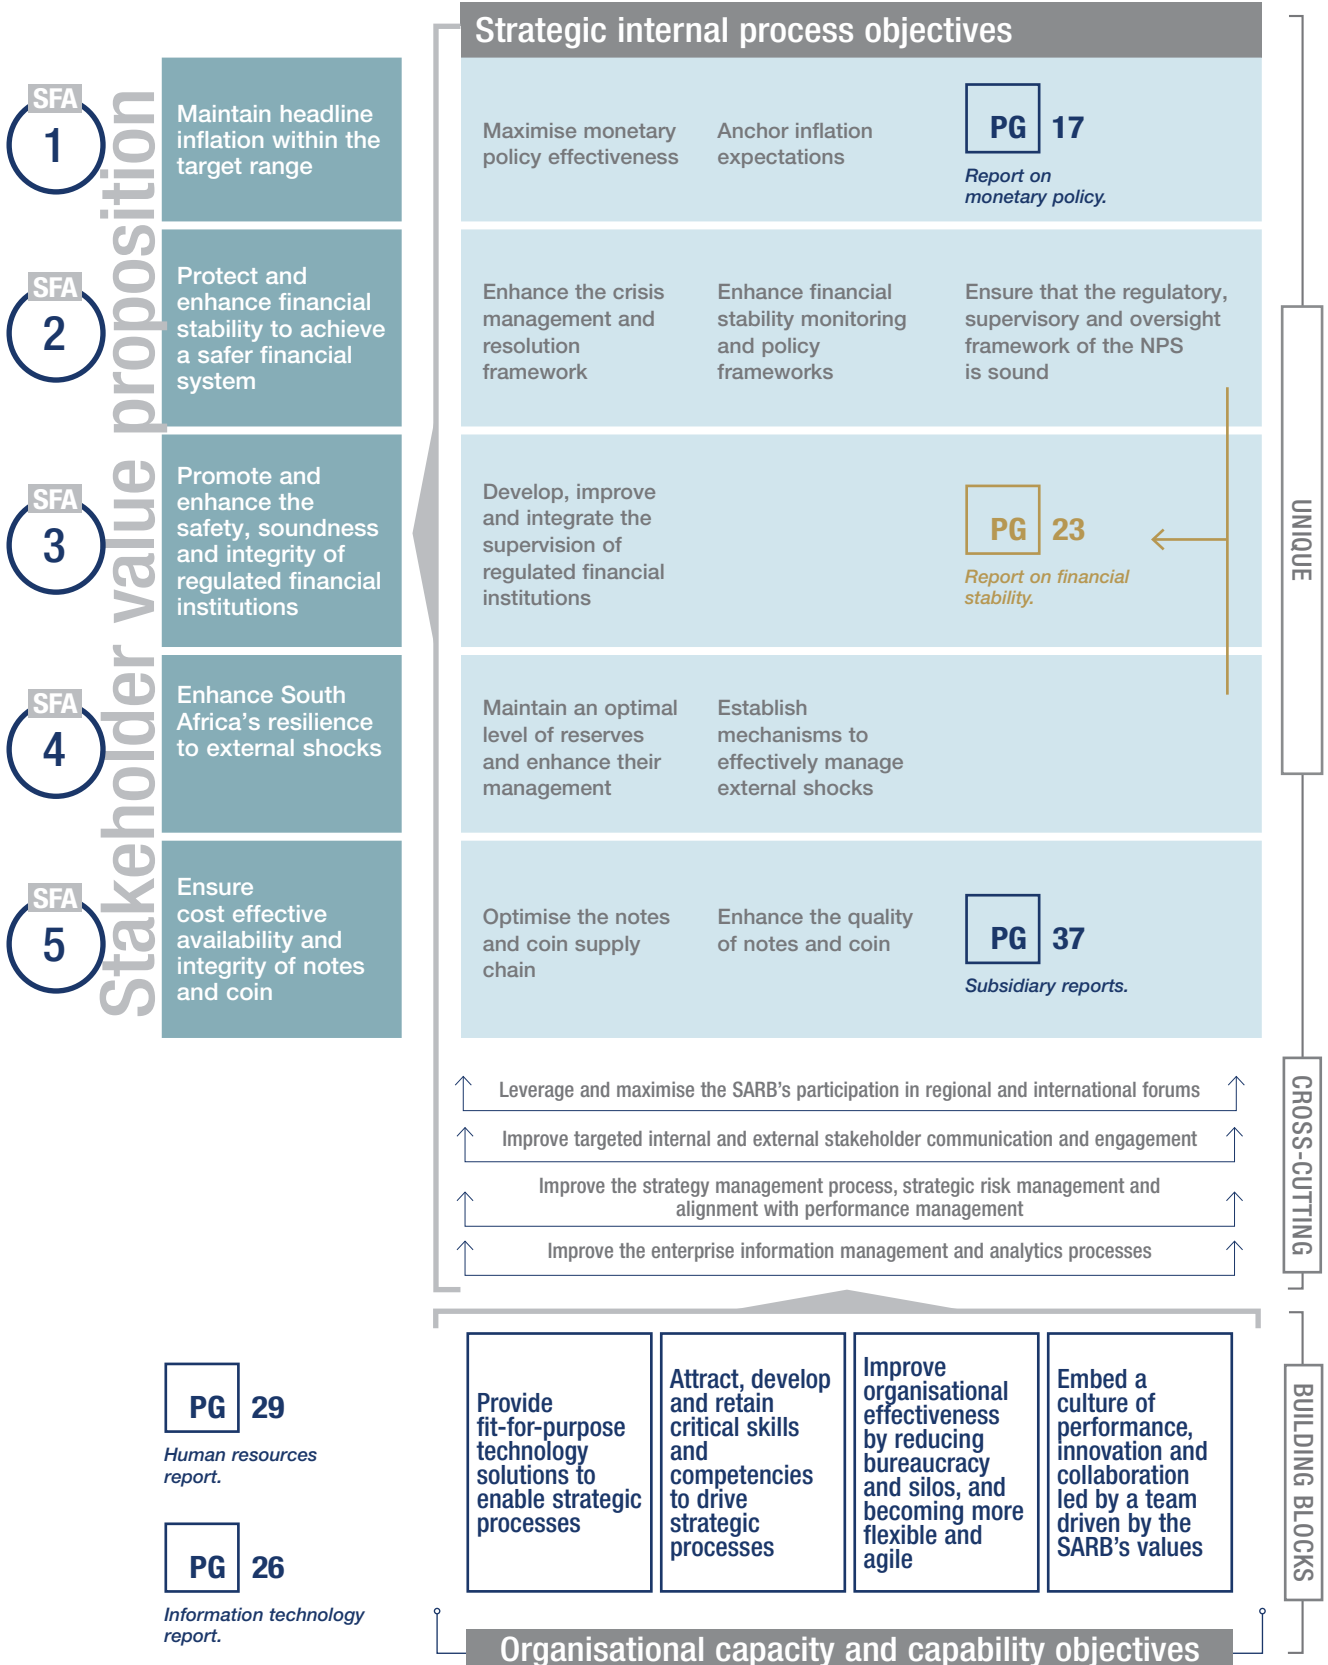 Strategic internal process objectives
Stakeholder value proposition
SFA
1
Maintain headline
inflation within the
target range
Maximise monetary
policy effectiveness
Anchor inflation
expectations
PG 17
Report on
monetary policy.
SFA
2
Protect and
enhance financial
stability to achieve
a safer financial
system
Enhance the crisis
management and
resolution
framework
Enhance financial
stability monitoring
and policy
frameworks
Ensure that the regulatory,
supervisory and oversight
framework of the NPS
is sound
SFA
3
Promote and
enhance the
safety, soundness
and integrity of
regulated financial
institutions
Develop, improve
and integrate the
supervision of
regulated financial
institutions
PG 23
Report on financial
stability.
SFA
4
Enhance South
Africa’s resilience
to external shocks
Maintain an optimal
level of reserves
and enhance their
management
Establish
mechanisms to
effectively manage
external shocks
SFA
5
Ensure
cost effective
availability and
integrity of notes
and coin
Optimise the notes
and coin supply
chain
Enhance the quality
of notes and coin
PG 37
Subsidiary reports.
UNIQUE
Leverage and maximise the SARB’s participation in regional and international forums
Improve targeted internal and external stakeholder communication and engagement
Improve the strategy management process, strategic risk management and
alignment with performance management
Improve the enterprise information management and analytics processes
CROSS-CUTTING
PG 29
Human resources
report.
PG 26
Information technology
report.
Provide
fit-for-purpose
technology
solutions to
enable strategic
processes
Attract, develop
and retain
critical skills
and
competencies
to drive
strategic
processes
Improve
organisational
effectiveness
by reducing
bureaucracy
and silos, and
becoming more
flexible and
agile
Embed a
culture of
performance,
innovation and
collaboration
led by a team
driven by the
SARB’s values
BUILDING BLOCKS
Organisational capacity and capability objectives